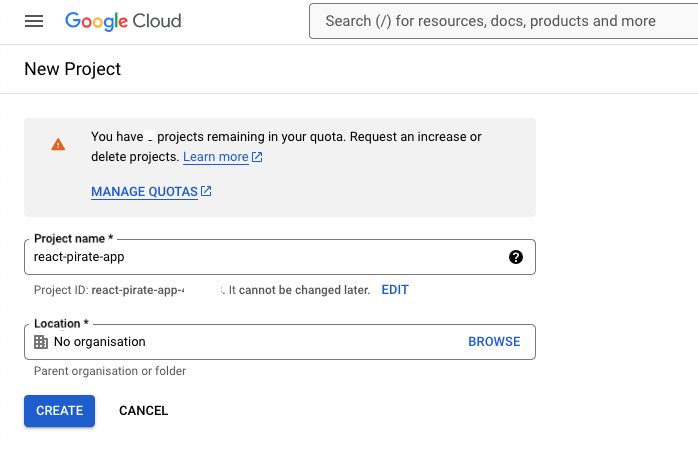 Google Cloud
Search (/) for resources, docs, products and more
New Project
You have projects remaining in your quota. Request an increase or
delete projects. Learn more
MANAGE QUOTAS
Project name *
react-pirate-app
Project ID: react-pirate-app- . It cannot be changed later. EDIT
Location *
No organisation BROWSE
Parent organisation or folder
CREATE CANCEL